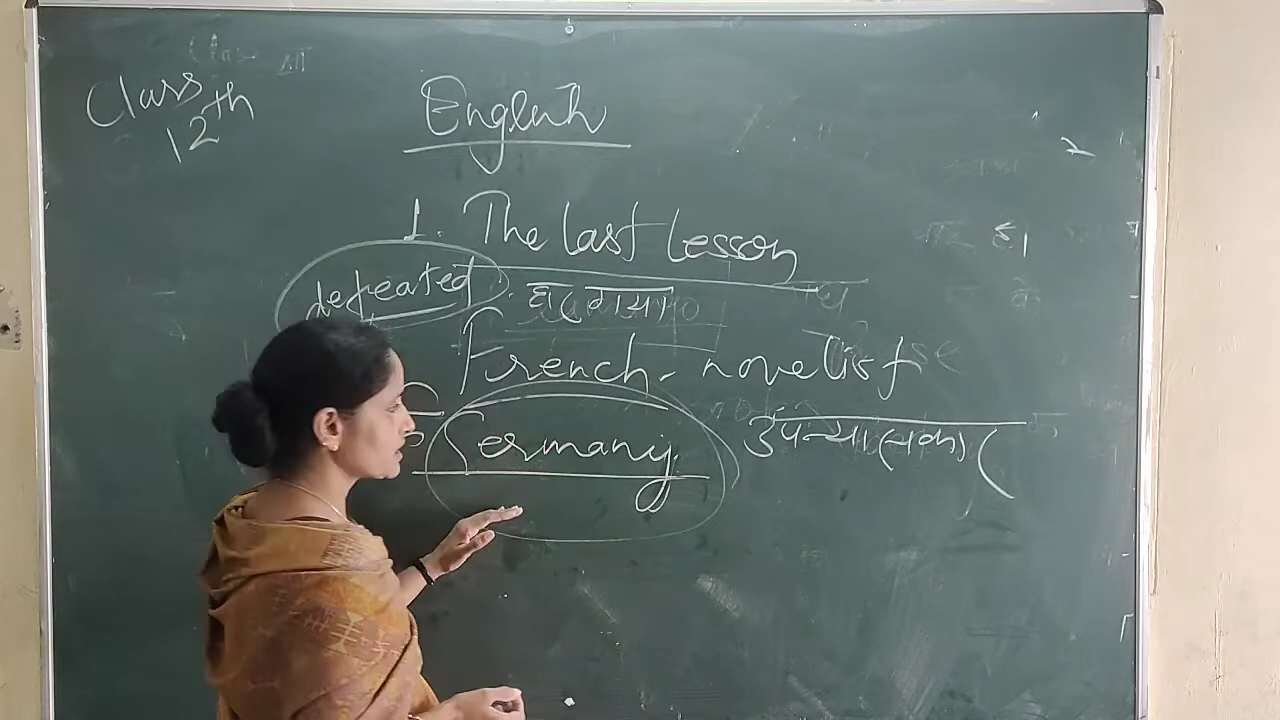 Class
12th
English
1. The last lesson
defeated
French - novelist
Germany
उपन्यासकार (